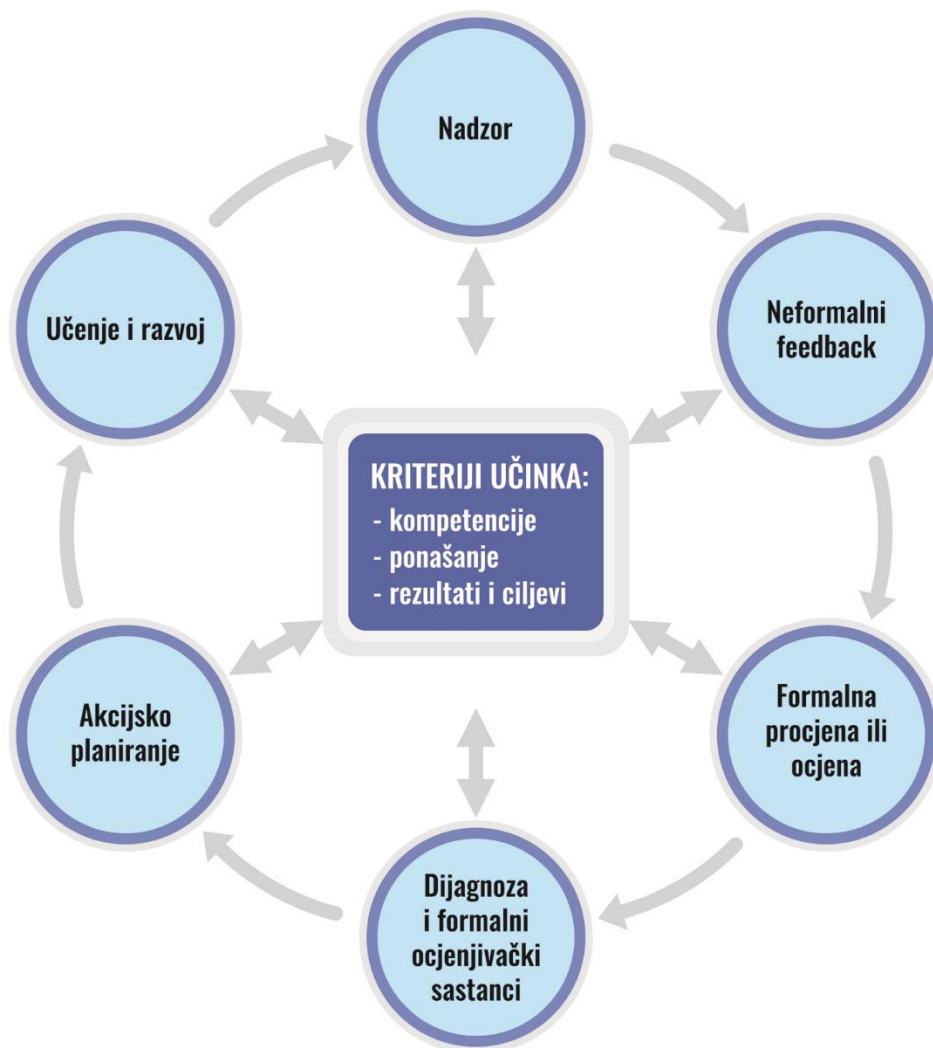 Nadzor
Neformalni
feedback
Formalna
procjena ili
ocjena
Dijagnoza
i formalni
ocjenjivački
sastanci
Akcijsko
planiranje
Učenje i razvoj
KRITERIJI UČINKA:
- kompetencije
- ponašanje
- rezultati i ciljevi